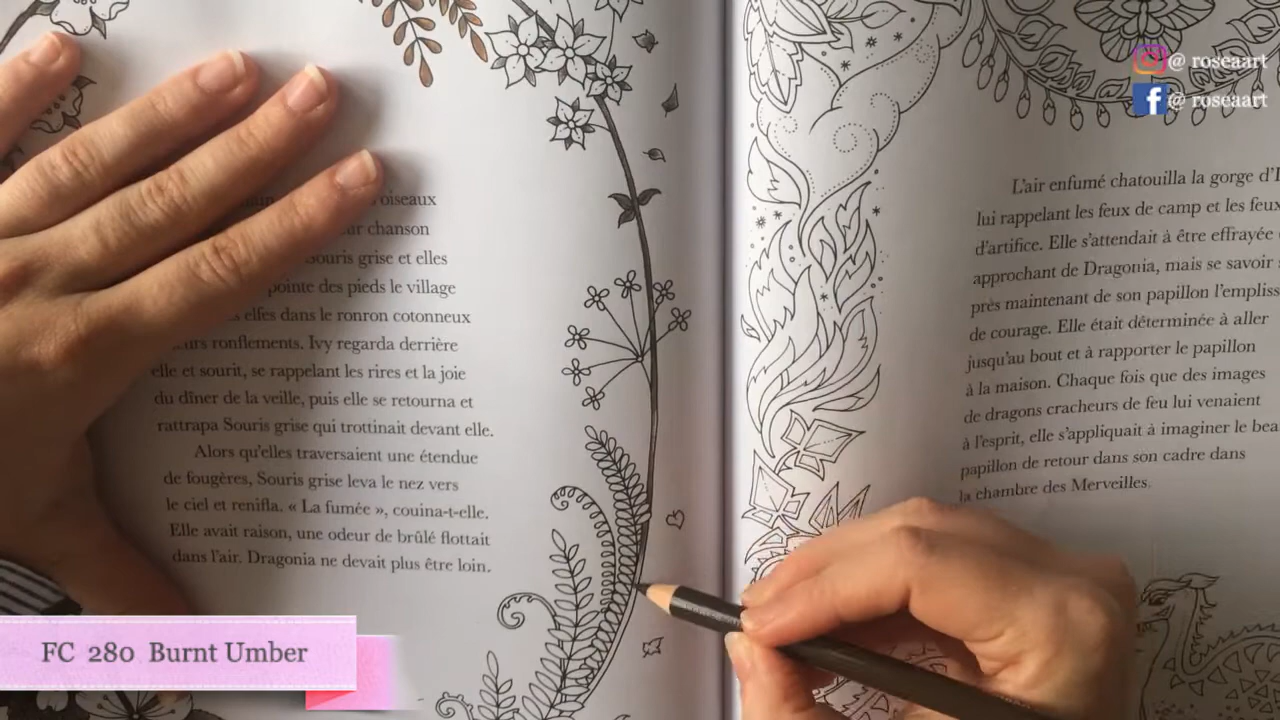 oiseaux
chanson
Souris grise et elles
pointe des pieds le village
elfes dans le ronron cotonneux
ronflements. Ivy regarda derrière
elle et sourit, se rappelant les rires et la joie
du dîner de la veille, puis elle se retourna et
rattrapa Souris grise qui trottinait devant elle.
Alors qu'elles traversaient une étendue
de fougères, Souris grise leva le nez vers
le ciel et renifla. « La fumée », couina-t-elle.
Elle avait raison, une odeur de brûlé flottait
dans l'air. Dragonia ne devait plus être loin.
L'air enfumé chatouilla la gorge d'I
lui rappelant les feux de camp et les feux
d'artifice. Elle s'attendait à être effrayée
approchant de Dragonia, mais se savoir
près maintenant de son papillon l'empliss
de courage. Elle était déterminée à aller
jusqu'au bout et à rapporter le papillon
à la maison. Chaque fois que des images
de dragons cracheurs de feu lui venaient
à l'esprit, elle s'appliquait à imaginer le bea
papillon de retour dans son cadre dans
la chambre des Merveilles.
@ roseaart
@ roseaart
FC 280 Burnt Umber